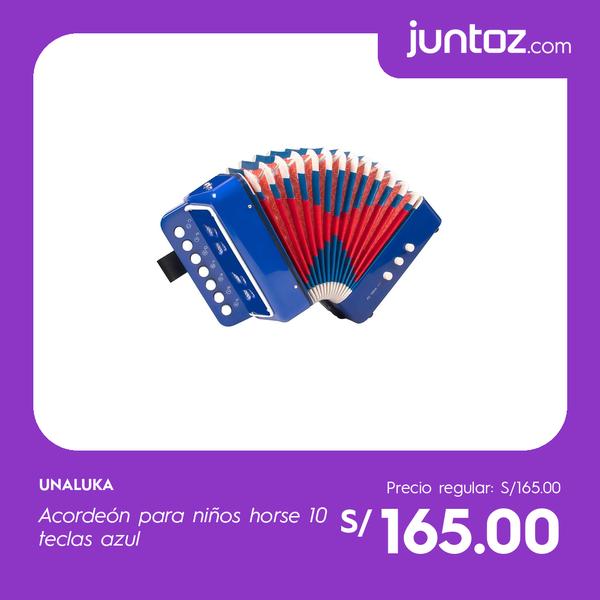 juntoz.com
UNALUKA
Acordeón para niños horse 10
teclas azul
Precio regular: S/165.00
S/165.00